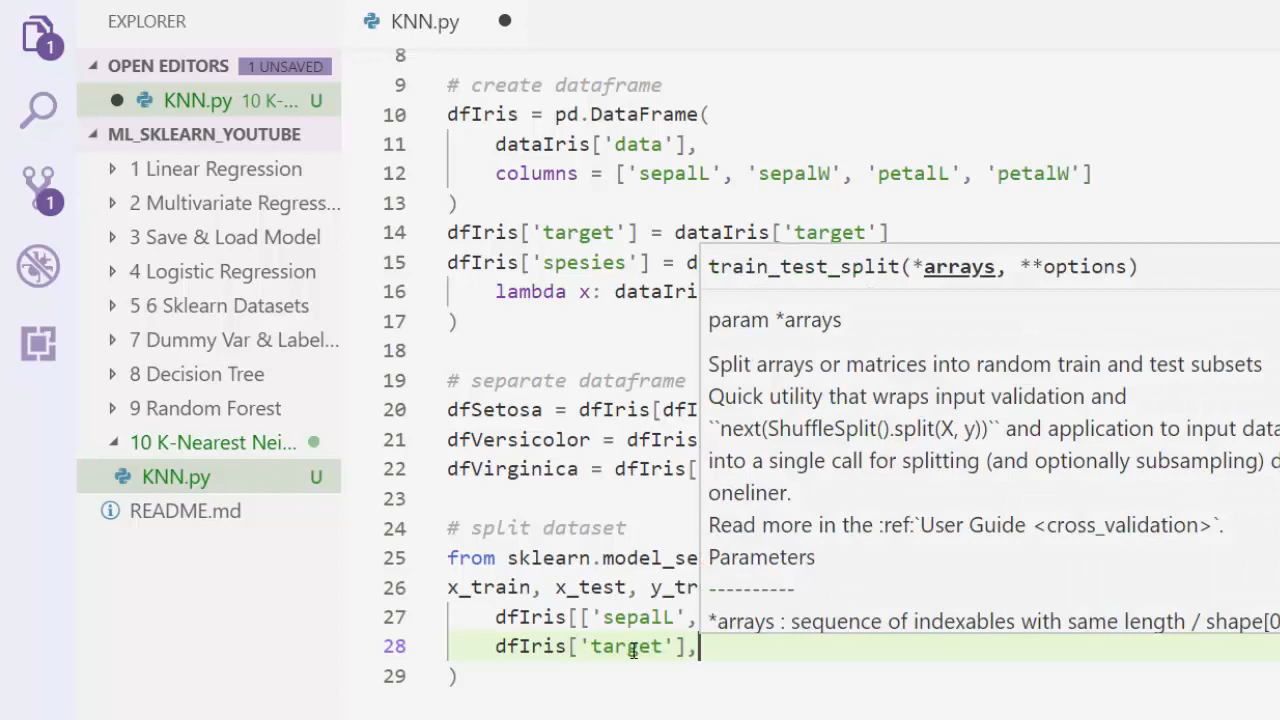 EXPLORER
KNN.py
OPEN EDITORS 1 UNSAVED
KNN.py 10 K-... U
ML_SKLEARN_YOUTUBE
1 Linear Regression
2 Multivariate Regress...
3 Save & Load Model
4 Logistic Regression
5 6 Sklearn Datasets
7 Dummy Var & Label...
8 Decision Tree
9 Random Forest
10 K-Nearest Nei...
KNN.py U
README.md
1
1
8
9 # create dataframe
10 dfIris = pd.DataFrame(
11 dataIris['data'],
12 columns = ['sepalL', 'sepalW', 'petalL', 'petalW']
13 )
14 dfIris['target'] = dataIris['target']
15 dfIris['spesies'] = d
16 lambda x: dataIri
17 )
18
19 # separate dataframe
20 dfSetosa = dfIris[dfI
21 dfVersicolor = dfIris
22 dfVirginica = dfIris[
23
24 # split dataset
25 from sklearn.model_se
26 x_train, x_test, y_tr
27 dfIris[['sepalL',
28 dfIris['target'],
29 )
train_test_split(*arrays, **options)
param *arrays
Split arrays or matrices into random train and test subsets
Quick utility that wraps input validation and
``next(ShuffleSplit().split(X, y))`` and application to input data
into a single call for splitting (and optionally subsampling) d
oneliner.
Read more in the :ref:`User Guide <cross_validation>`.
Parameters
----------
*arrays : sequence of indexables with same length / shape[0